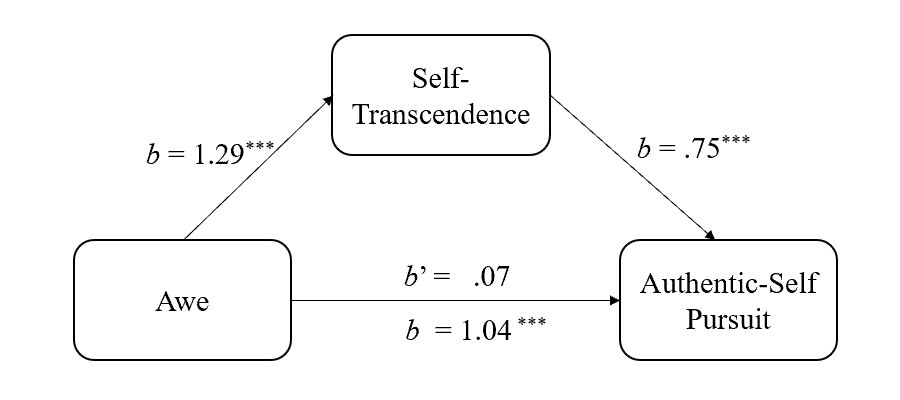 Self-
Transcendence
b = 1.29***
b = .75***
Awe
b’ = .07
b = 1.04 ***
Authentic-Self
Pursuit